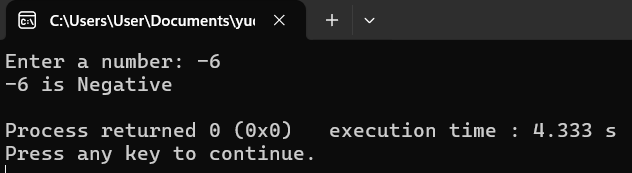 C:\Users\User\Documents\yu
Enter a number: -6
-6 is Negative
Process returned 0 (0x0)   execution time : 4.333 s
Press any key to continue.